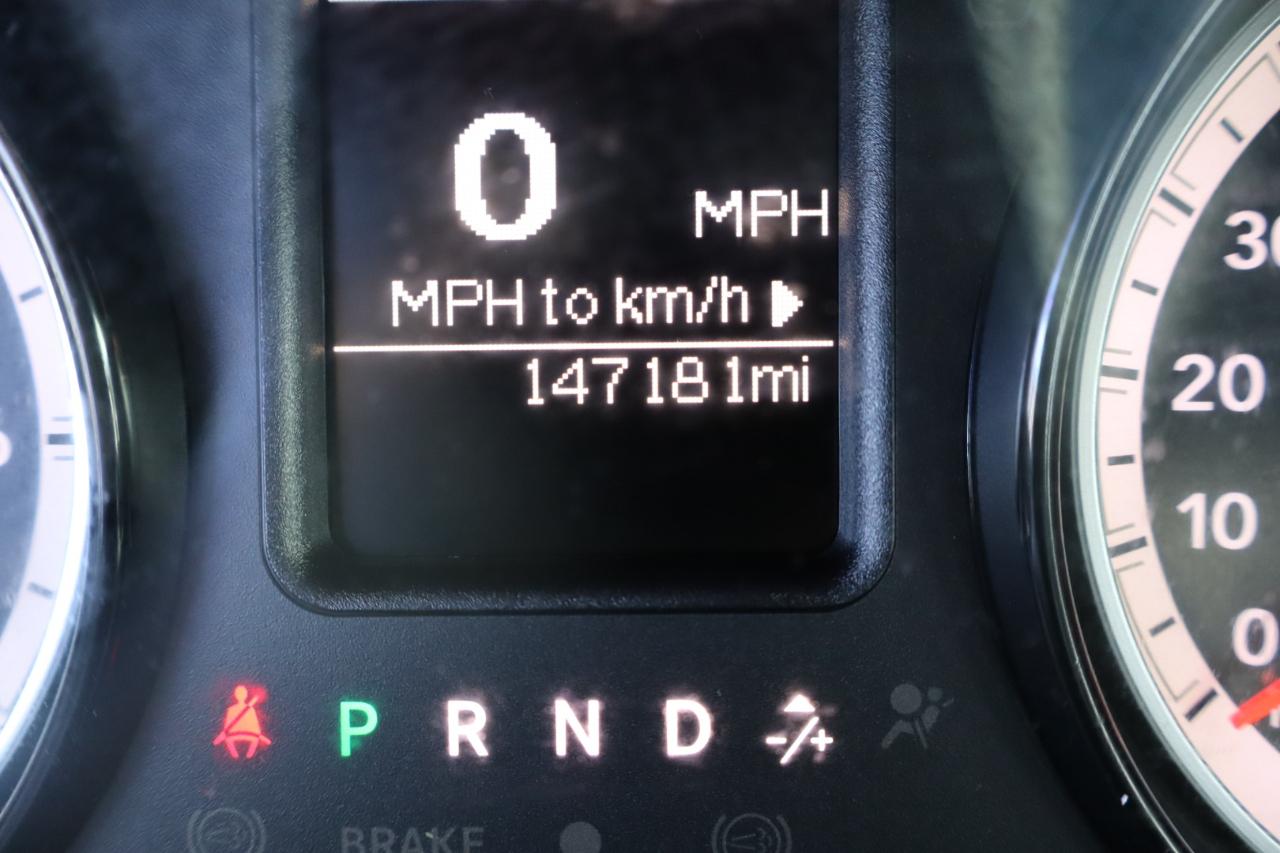 0 MPH
MPH to km/h
147181mi
30
20
10
0
P R N D -/+
BRAKE